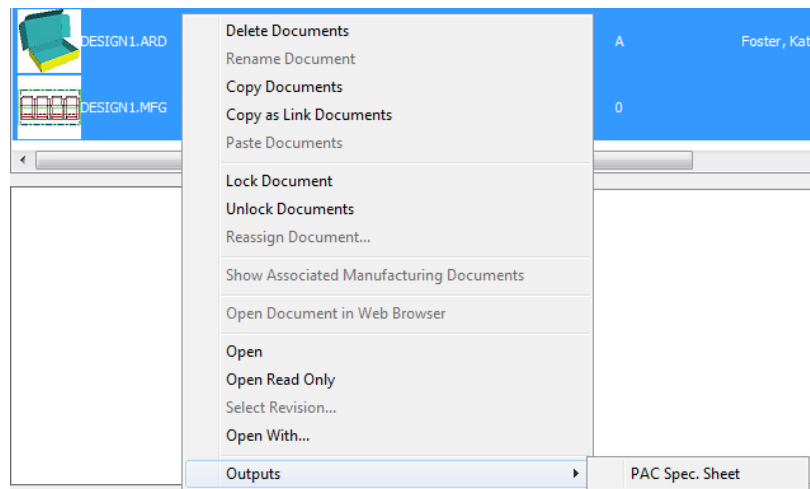 DESIGN1.ARD
A
Foster, Kat
DESIGN1.MFG
0
Delete Documents
Rename Document
Copy Documents
Copy as Link Documents
Paste Documents
Lock Document
Unlock Documents
Reassign Document...
Show Associated Manufacturing Documents
Open Document in Web Browser
Open
Open Read Only
Select Revision...
Open With...
Outputs
PAC Spec. Sheet